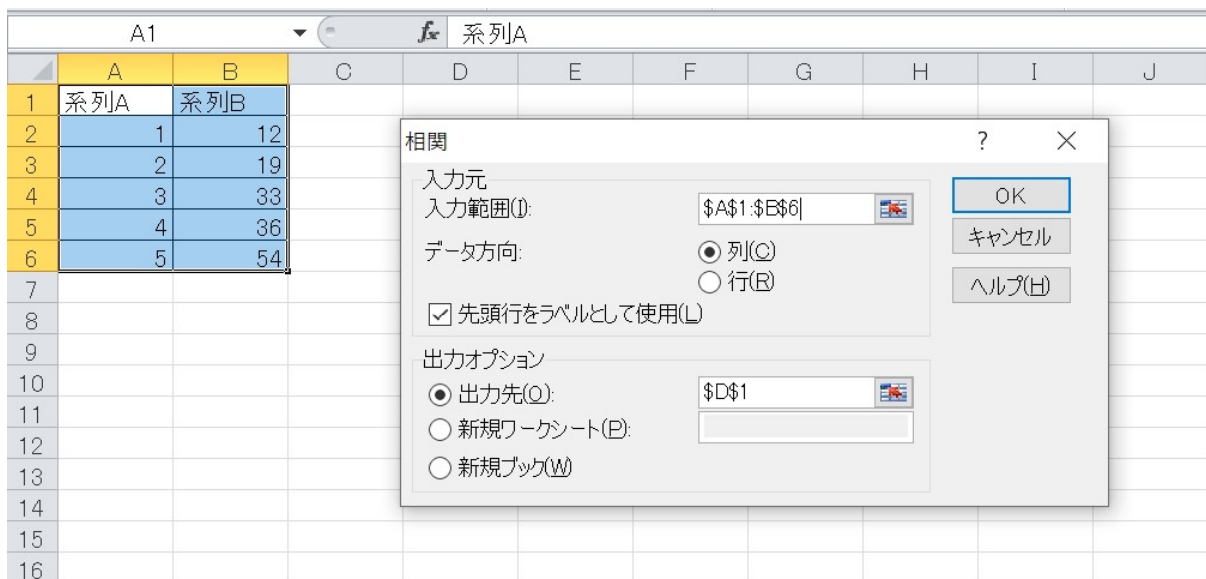 A1 fx 系列A
A B C D E F G H I J
1 系列A 系列B
2 1 12
3 2 19
4 3 33
5 4 36
6 5 54
7
8
9
10
11
12
13
14
15
16
相関 ?
入力元
入力範囲(I): $A$1:$B$6
データ方向: 列(C)
行(R)
先頭行をラベルとして使用(L)
出力オプション
出力先(O): $D$1
新規ワークシート(P):
新規ブック(W)
OK
キャンセル
ヘルプ(H)